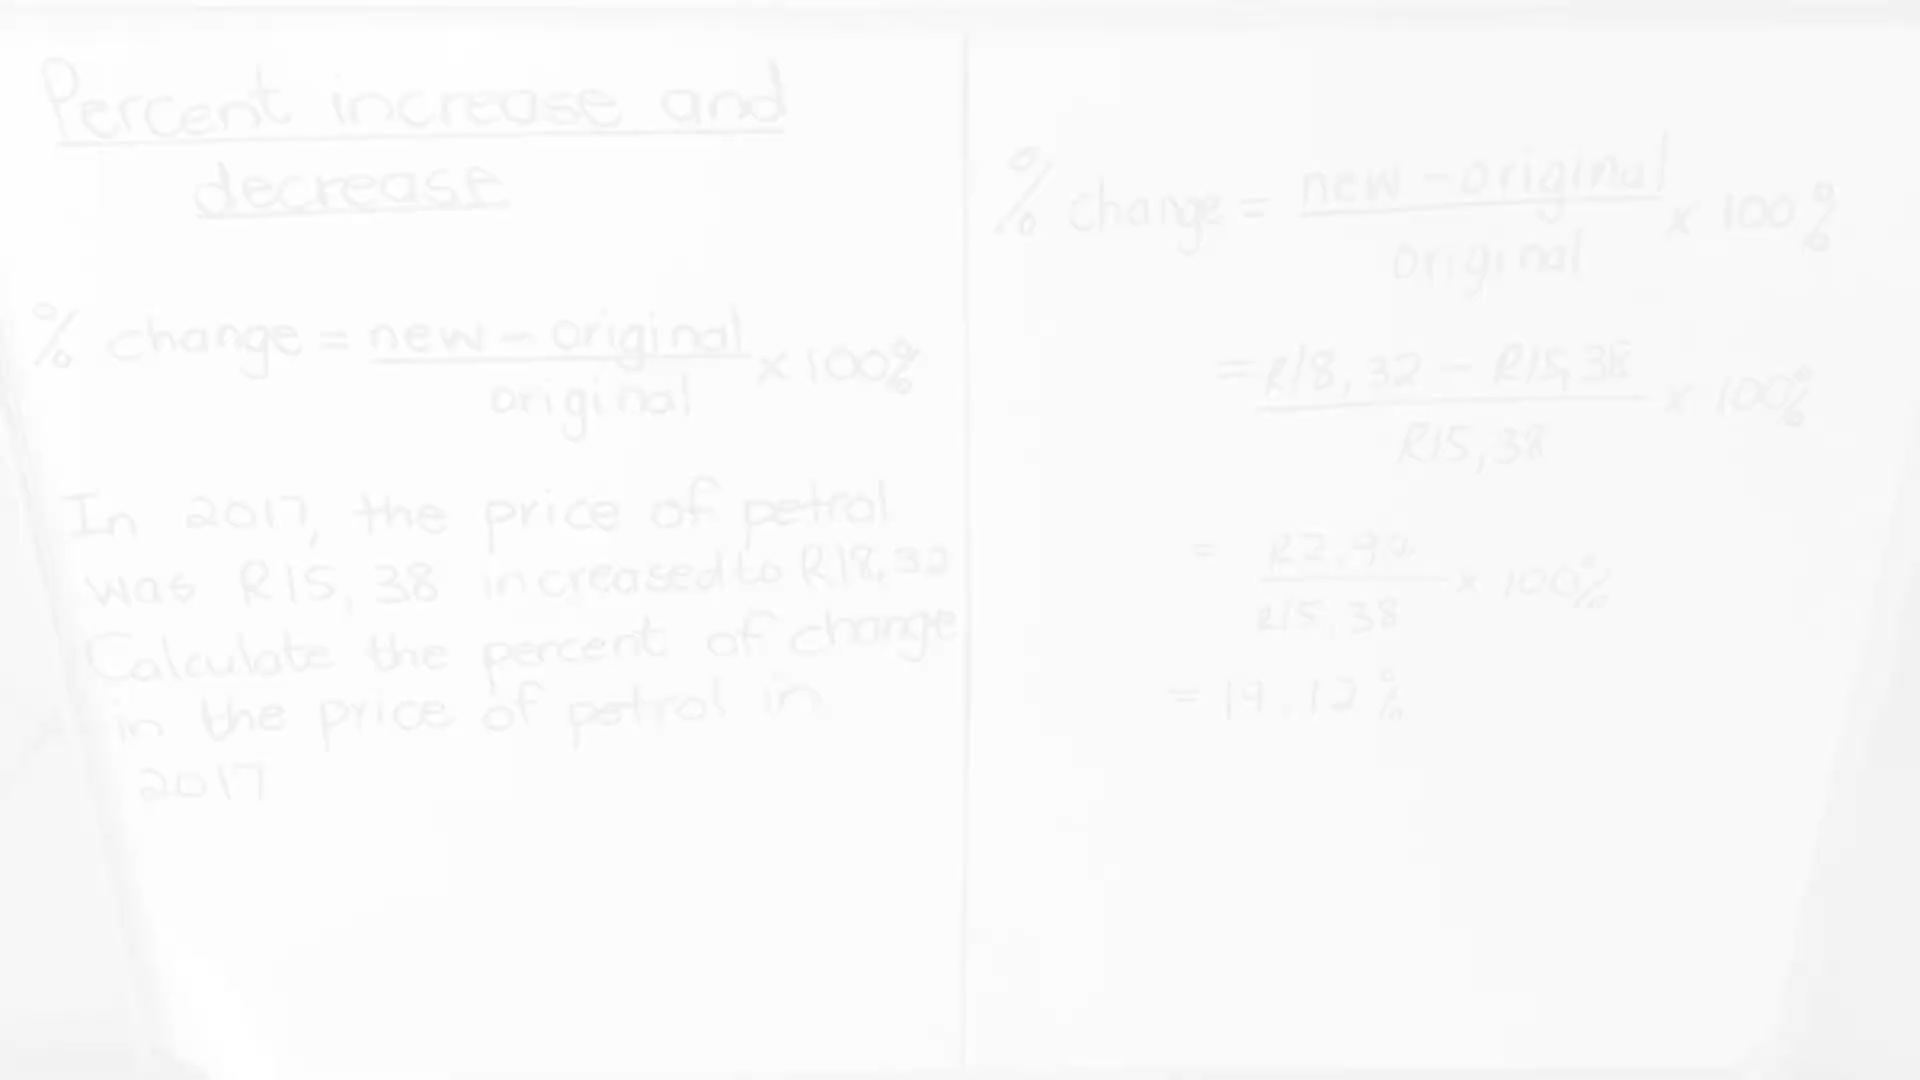 Percent increase and
decrease
% change = new - original / original × 100%
In 2017, the price of petrol
was R15,38 increased to R18,32
Calculate the percent of change
in the price of petrol in
2017
% change = new - original / original × 100%
= R18,32 - R15,38 / R15,38 × 100%
= / R15,38 × 100%
= 19,12%